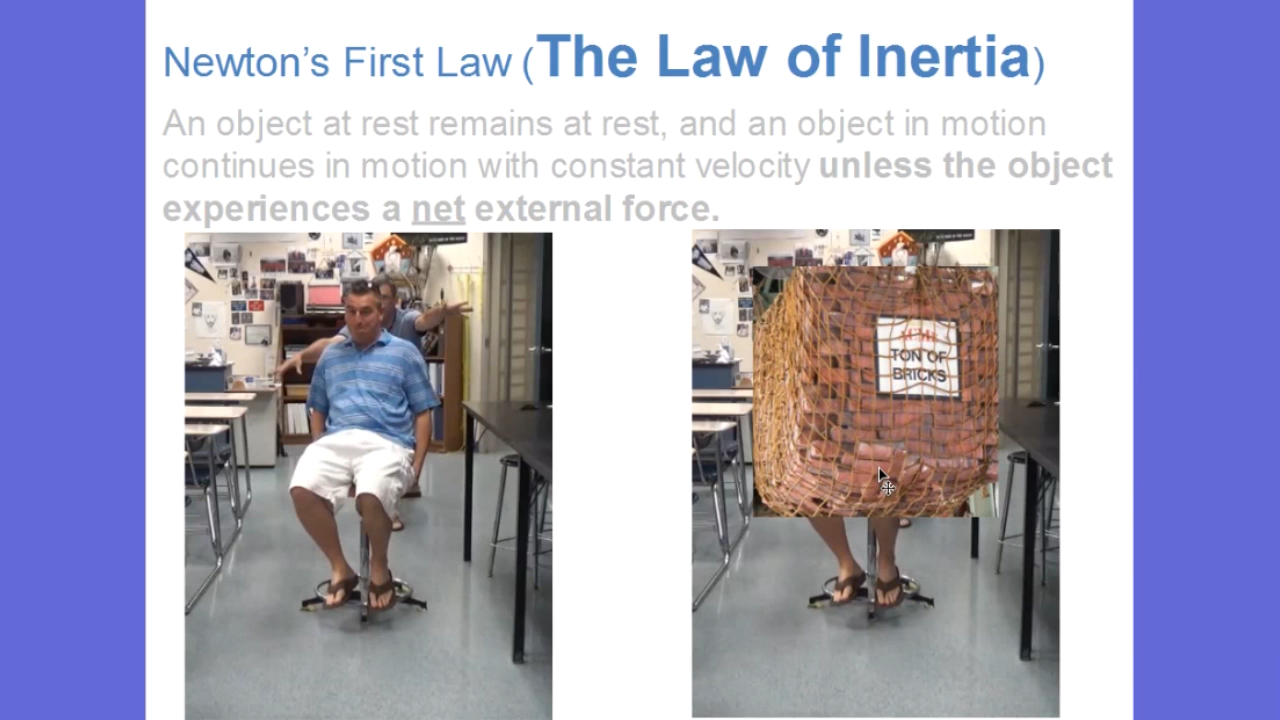 Newton's First Law (The Law of Inertia)
An object at rest remains at rest, and an object in motion
continues in motion with constant velocity unless the object
experiences a net external force.
TON OF
BRICKS